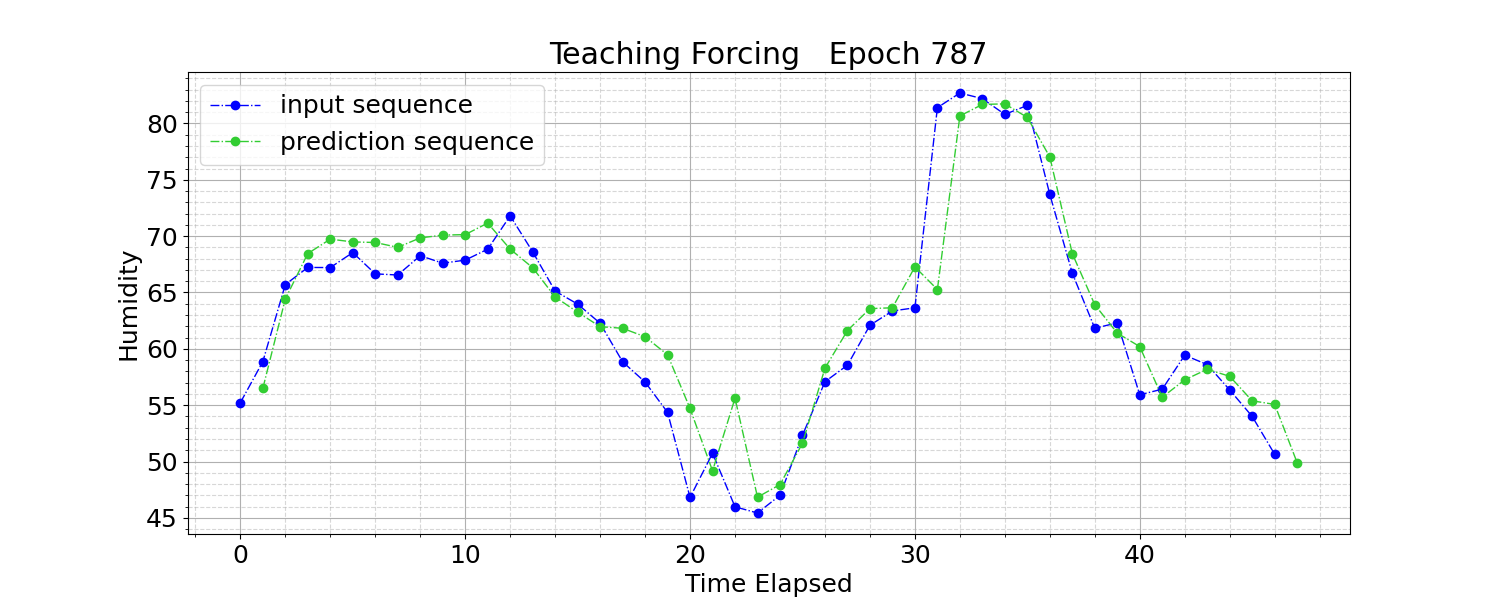 Teaching Forcing   Epoch 787
input sequence
prediction sequence
80
75
70
65
60
55
50
45
Humidity
0 10 20 30 40
Time Elapsed